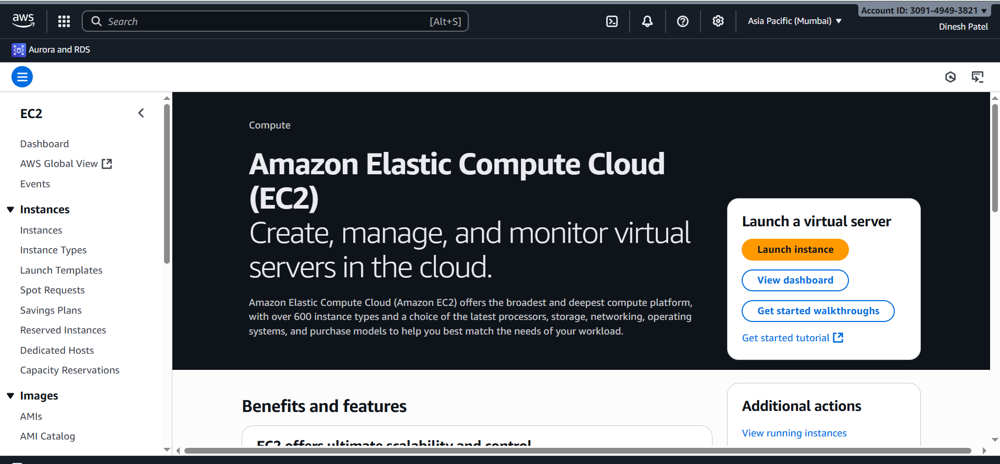 aws
Search
[Alt+S]
Asia Pacific (Mumbai)
Account ID: 3091-4949-3821
Dinesh Patel
Aurora and RDS
EC2
Dashboard
AWS Global View
Events
Instances
Instances
Instance Types
Launch Templates
Spot Requests
Savings Plans
Reserved Instances
Dedicated Hosts
Capacity Reservations
Images
AMIs
AMI Catalog
Compute
Amazon Elastic Compute Cloud
(EC2)
Create, manage, and monitor virtual
servers in the cloud.
Amazon Elastic Compute Cloud (Amazon EC2) offers the broadest and deepest compute platform,
with over 600 instance types and a choice of the latest processors, storage, networking, operating
systems, and purchase models to help you best match the needs of your workload.
Launch a virtual server
Launch instance
View dashboard
Get started walkthroughs
Get started tutorial
Benefits and features
EC2 offers ultimate scalability and control
Additional actions
View running instances